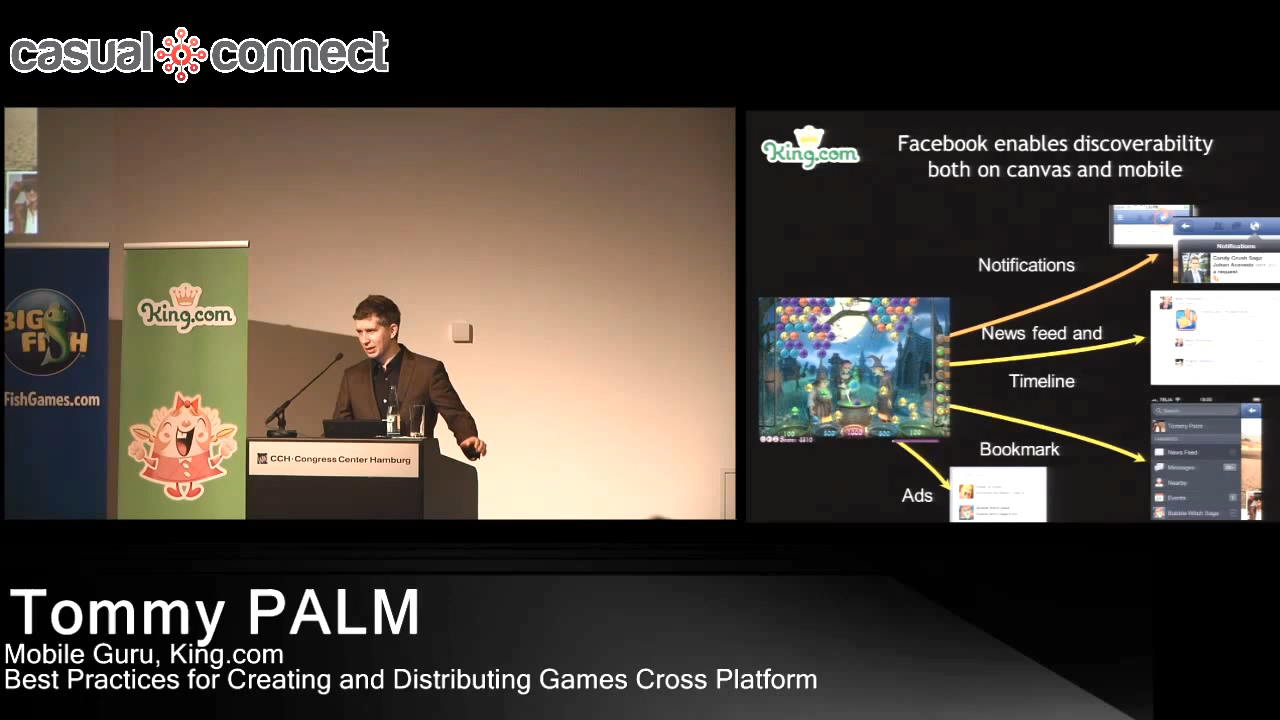 casual connect
King.com
Facebook enables discoverability
both on canvas and mobile
Notifications
Notifications
Candy Crush Saga
a request
News feed and
Timeline
Bookmark
Ads
Search
Tommy Palm
News Feed
Messages
Nearby
Events
Bubble Witch Saga
BIG
FISH
FishGames.com
King.com
CCH·Congress Center Hamburg
Tommy PALM
Mobile Guru, King.com
Best Practices for Creating and Distributing Games Cross Platform